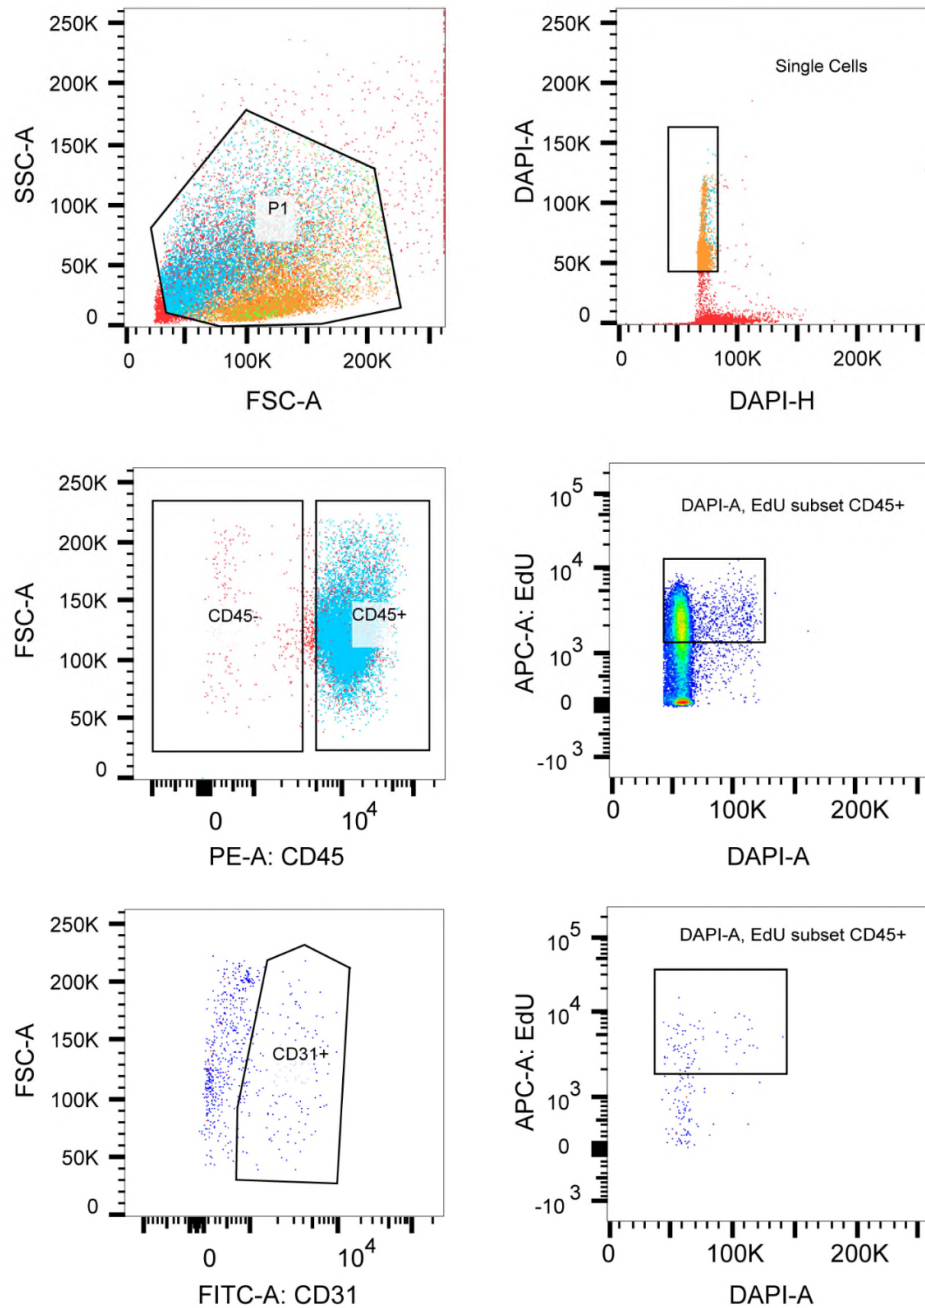 250K
200K
150K
100K
50K
0
SSC-A
P1
0
100K
200K
FSC-A
250K
200K
150K
100K
50K
0
DAPI-A
Single Cells
0
100K
200K
DAPI-H
250K
200K
150K
100K
50K
0
FSC-A
CD45-
CD45+
0
10^4
PE-A: CD45
10^5
10^4
10^3
0
-10^3
APC-A: EdU
DAPI-A, EdU subset CD45+
0
100K
200K
DAPI-A
250K
200K
150K
100K
50K
0
FSC-A
CD31+
0
10^4
FITC-A: CD31
10^5
10^4
10^3
0
-10^3
APC-A: EdU
DAPI-A, EdU subset CD45+
0
100K
200K
DAPI-A